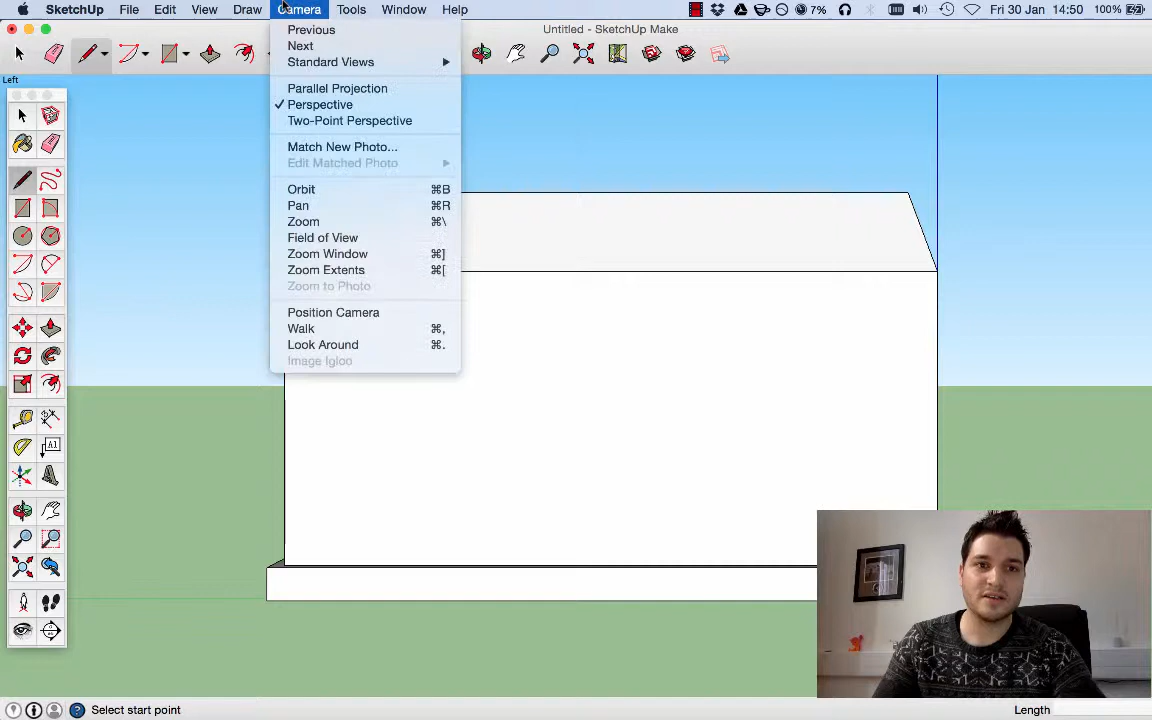 SketchUp File Edit View Draw Camera Tools Window Help 7% Fri 30 Jan 14:50 100%
Untitled - SketchUp Make
Left
Previous
Next
Standard Views
Parallel Projection
✓ Perspective
Two-Point Perspective
Match New Photo...
Edit Matched Photo
Orbit ⌘B
Pan ⌘R
Zoom ⌘\
Field of View
Zoom Window ⌘]
Zoom Extents ⌘[
Zoom to Photo
Position Camera
Walk ⌘,
Look Around ⌘.
Image Igloo
A1
Select start point
Length